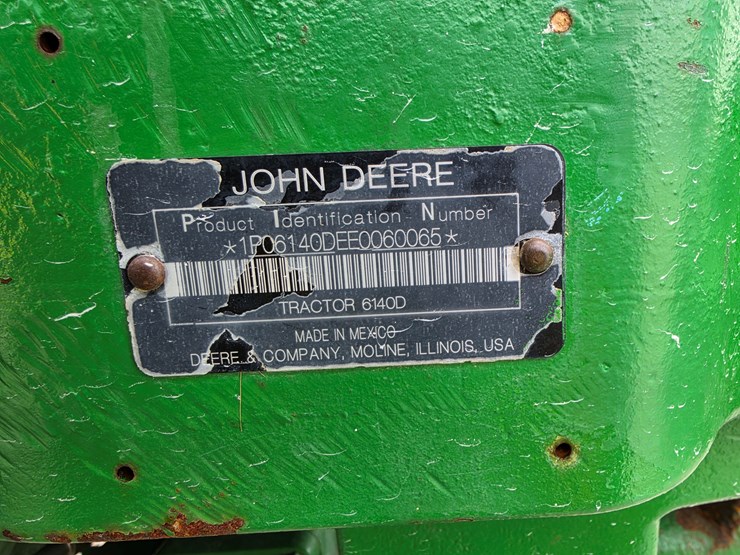 JOHN DEERE
Product Identification Number
*1P06140DEE0060065*
TRACTOR 6140D
MADE IN MEXICO
DEERE & COMPANY, MOLINE, ILLINOIS, USA